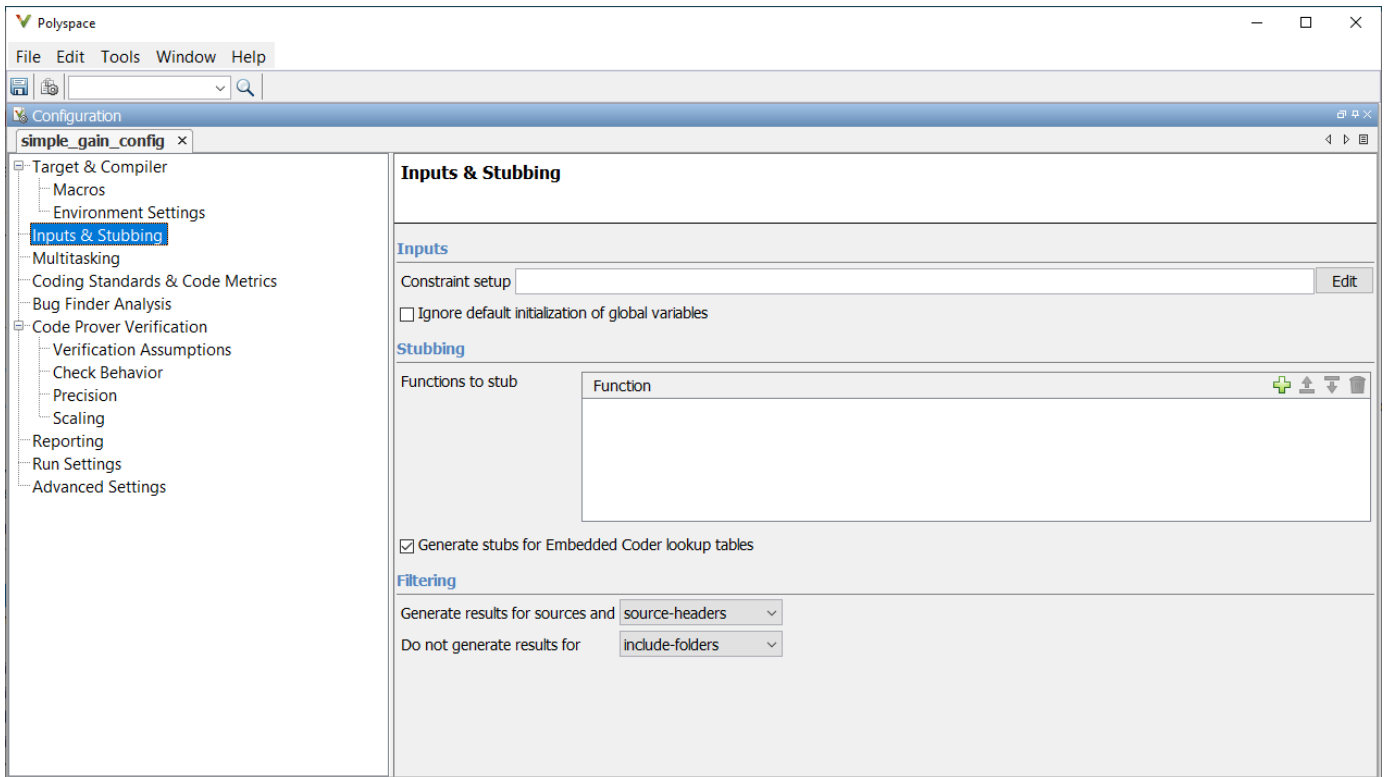 Polyspace
File Edit Tools Window Help
Configuration
simple_gain_config
Target & Compiler
Macros
Environment Settings
Inputs & Stubbing
Multitasking
Coding Standards & Code Metrics
Bug Finder Analysis
Code Prover Verification
Verification Assumptions
Check Behavior
Precision
Scaling
Reporting
Run Settings
Advanced Settings
Inputs & Stubbing
Inputs
Constraint setup Edit
Ignore default initialization of global variables
Stubbing
Functions to stub Function
Generate stubs for Embedded Coder lookup tables
Filtering
Generate results for sources and source-headers
Do not generate results for include-folders